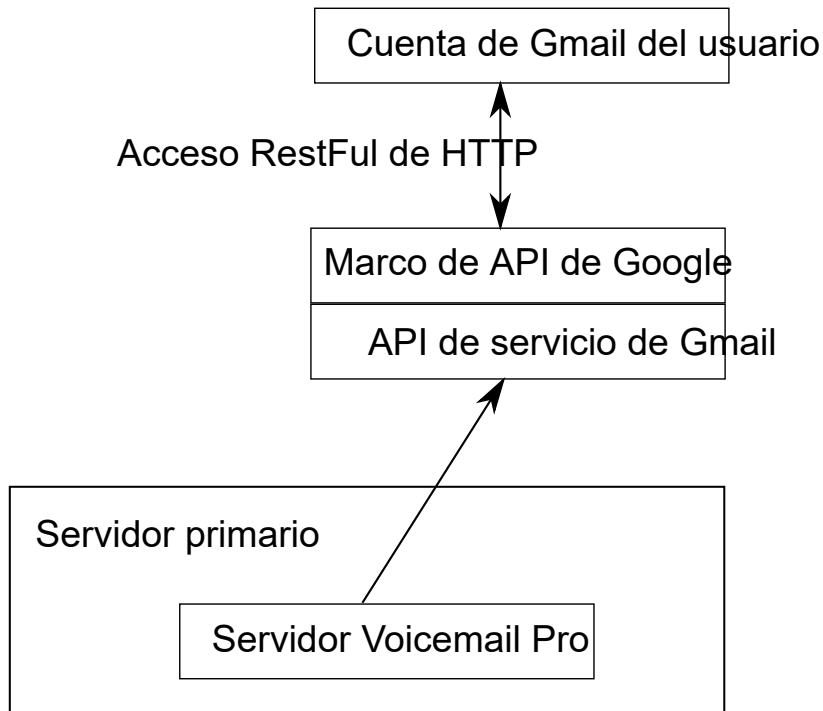 Cuenta de Gmail del usuario
Acceso RestFul de HTTP
Marco de API de Google
API de servicio de Gmail
Servidor primario
Servidor Voicemail Pro